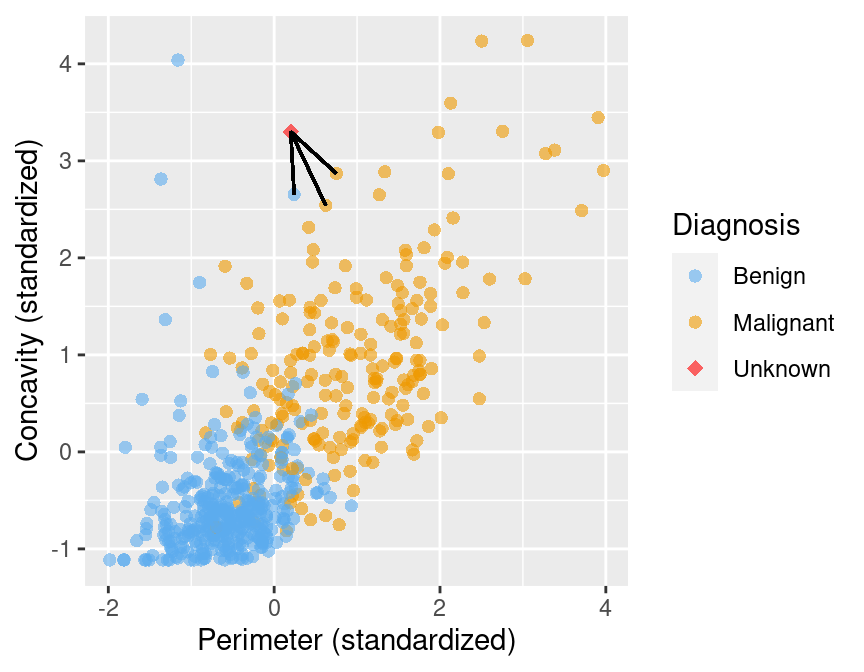 4
3
2
1
0
-1
-2
0
2
4
Perimeter (standardized)
Concavity (standardized)
Diagnosis
Benign
Malignant
Unknown